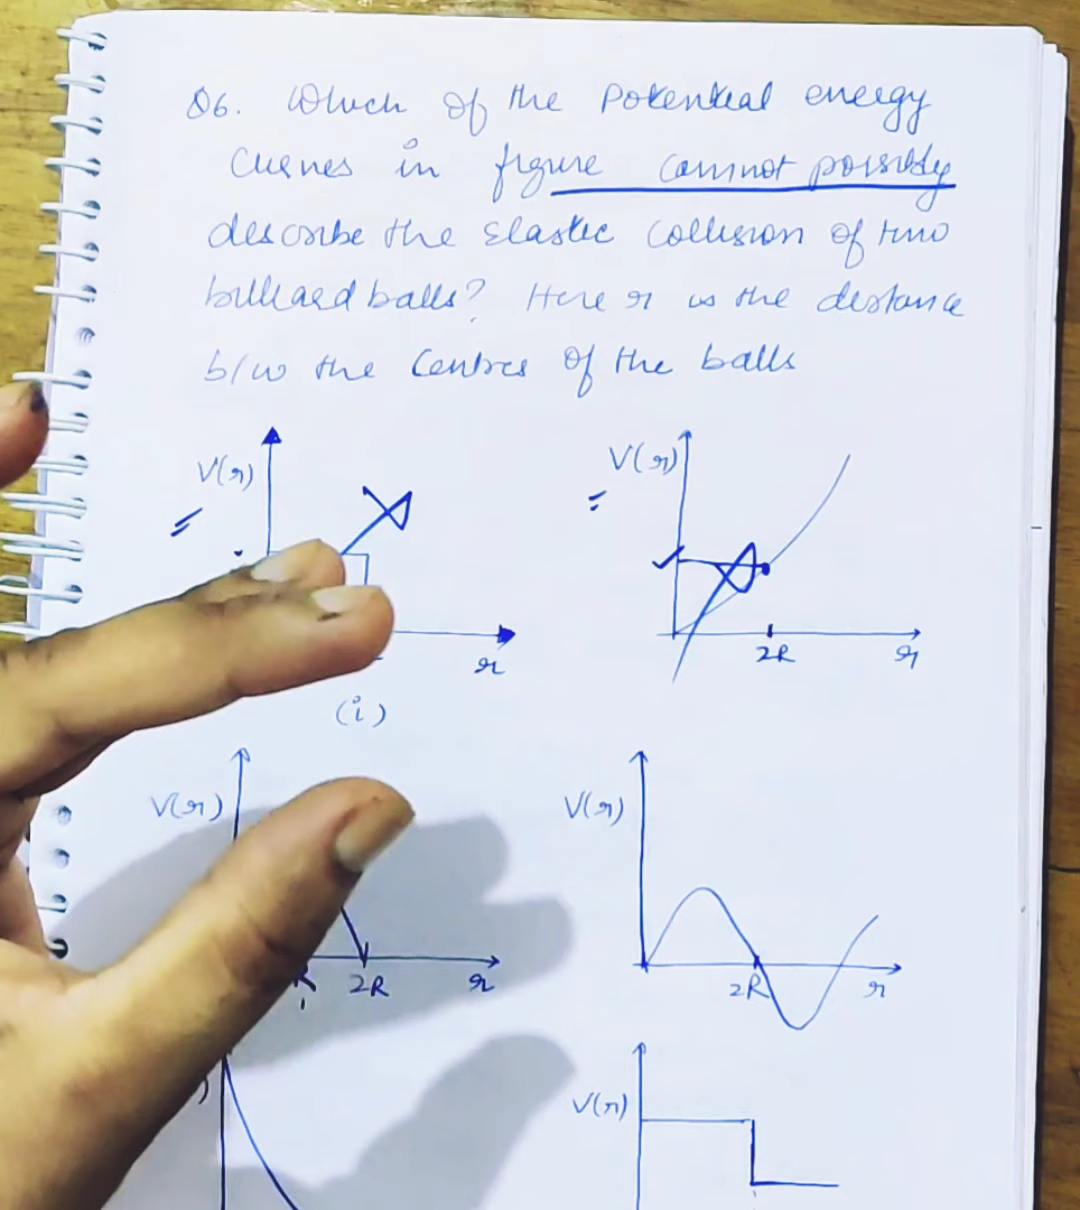 Q6. Which of the Potential energy
curves in figure cannot possibly
describe the elastic collision of two
billiard balls? Here r is the distance
b/w the Centres of the balls
V(r)
V(r)
2R
r
r
(i)
V(r)
V(r)
2R
r
2R
r
V(r)